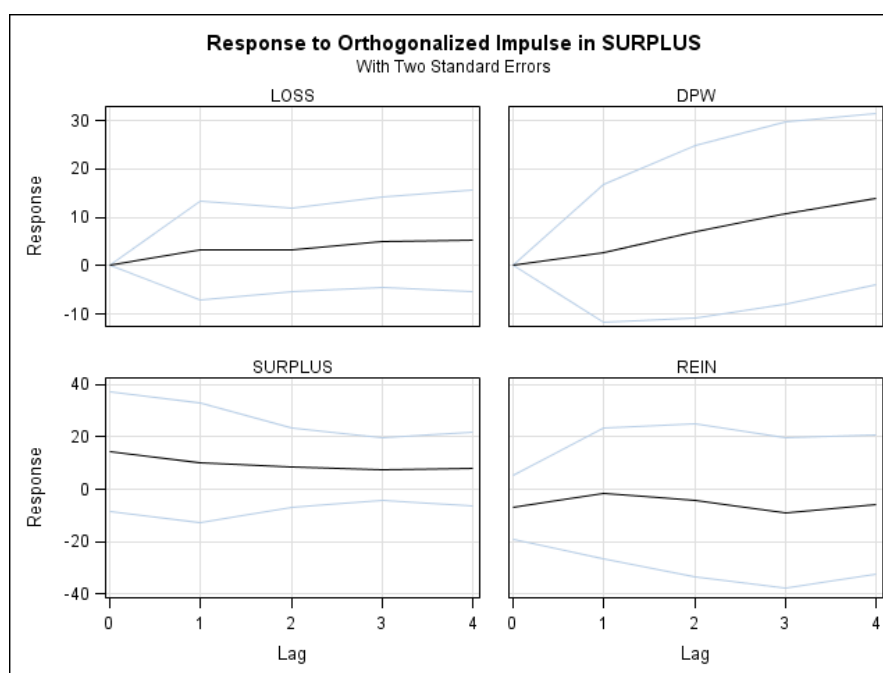 Response to Orthogonalized Impulse in SURPLUS
With Two Standard Errors
LOSS
DPW
Response
30
20
10
0
-10
SURPLUS
REIN
Response
40
20
0
-20
-40
0 1 2 3 4
0 1 2 3 4
Lag
Lag